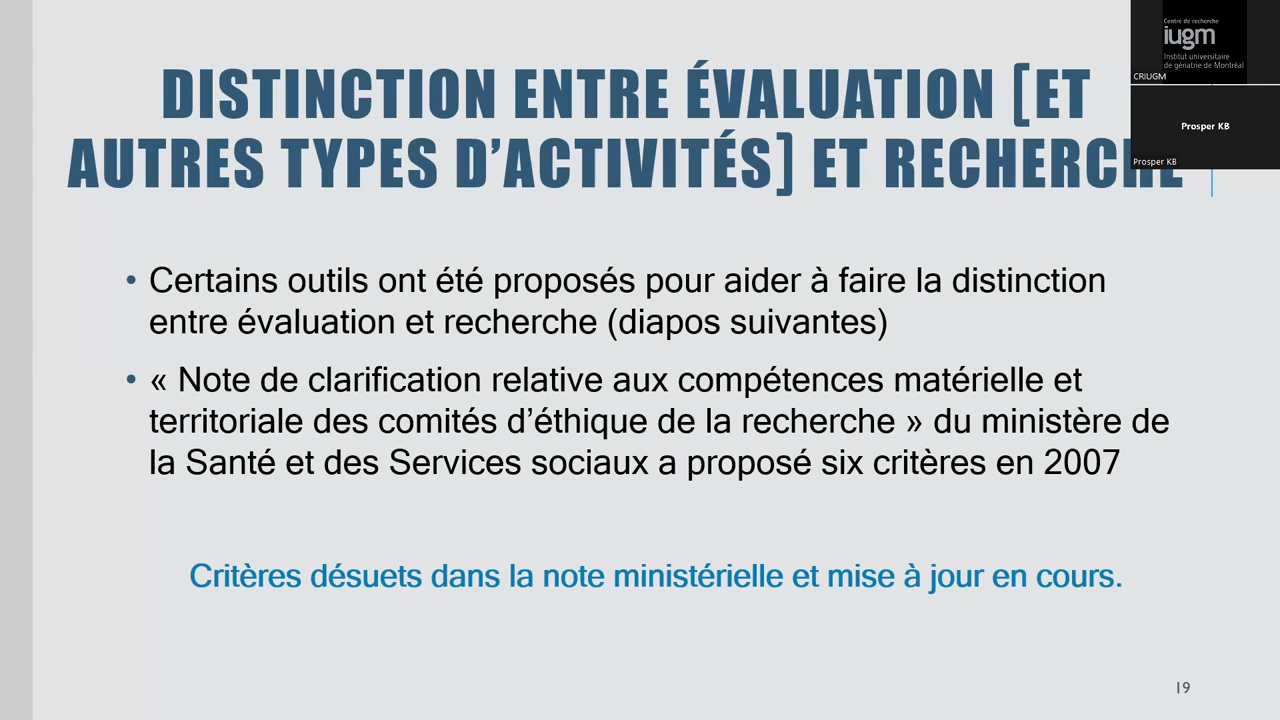 DISTINCTION ENTRE ÉVALUATION [ET
AUTRES TYPES D’ACTIVITÉS] ET RECHERCHE
• Certains outils ont été proposés pour aider à faire la distinction
entre évaluation et recherche (diapos suivantes)
• « Note de clarification relative aux compétences matérielle et
territoriale des comités d’éthique de la recherche » du ministère de
la Santé et des Services sociaux a proposé six critères en 2007
Critères désuets dans la note ministérielle et mise à jour en cours.
19
Centre de recherche
iugm
Institut universitaire
de gériatrie de Montréal
CRIUGM
Prosper KB
Prosper KB